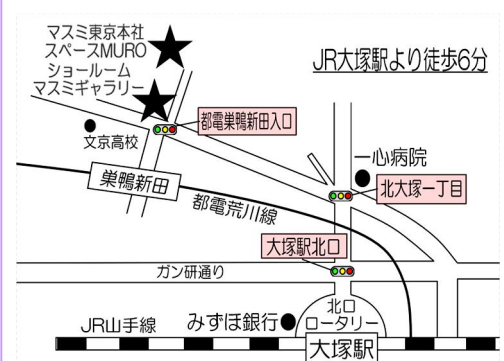 マスミ東京本社
スペースMURO
ショールーム
マスミギャラリー
JR大塚駅より徒歩6分
都電巣鴨新田入口
文京高校
一心病院
巣鴨新田
北大塚一丁目
都電荒川線
大塚駅北口
ガン研通り
北口
ロータリー
みずほ銀行
JR山手線
大塚駅